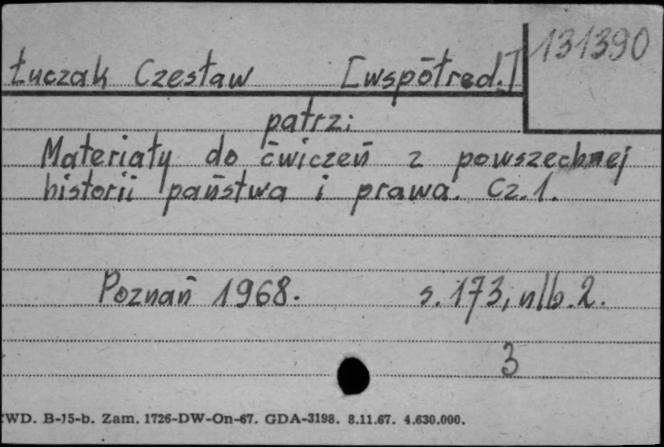 131390
Łuczak Czesław [współred.]
patrz:
Materiały do ćwiczeń z powszechnej
historii państwa i prawa. Cz.1.
Poznań 1968. s. 173, nlb. 2.
3
WD. B-15-b. Zam. 1726-DW-On-67. GDA-3198. 8.11.67. 4.630.000.